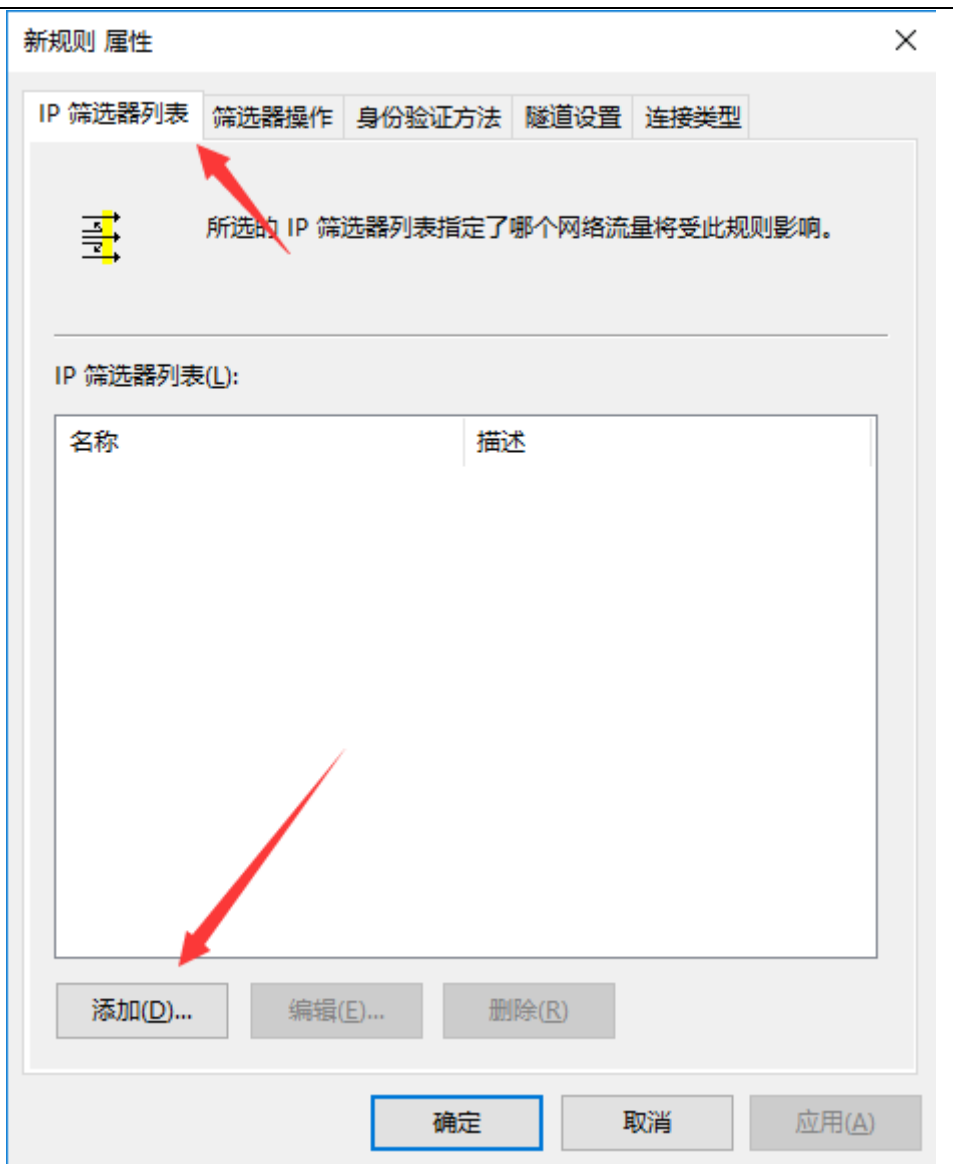 新规则 属性
IP 筛选器列表 筛选器操作 身份验证方法 隧道设置 连接类型
所选的 IP 筛选器列表指定了哪个网络流量将受此规则影响。
IP 筛选器列表(L):
名称 描述
添加(D)... 编辑(E)... 删除(R)
确定 取消 应用(A)